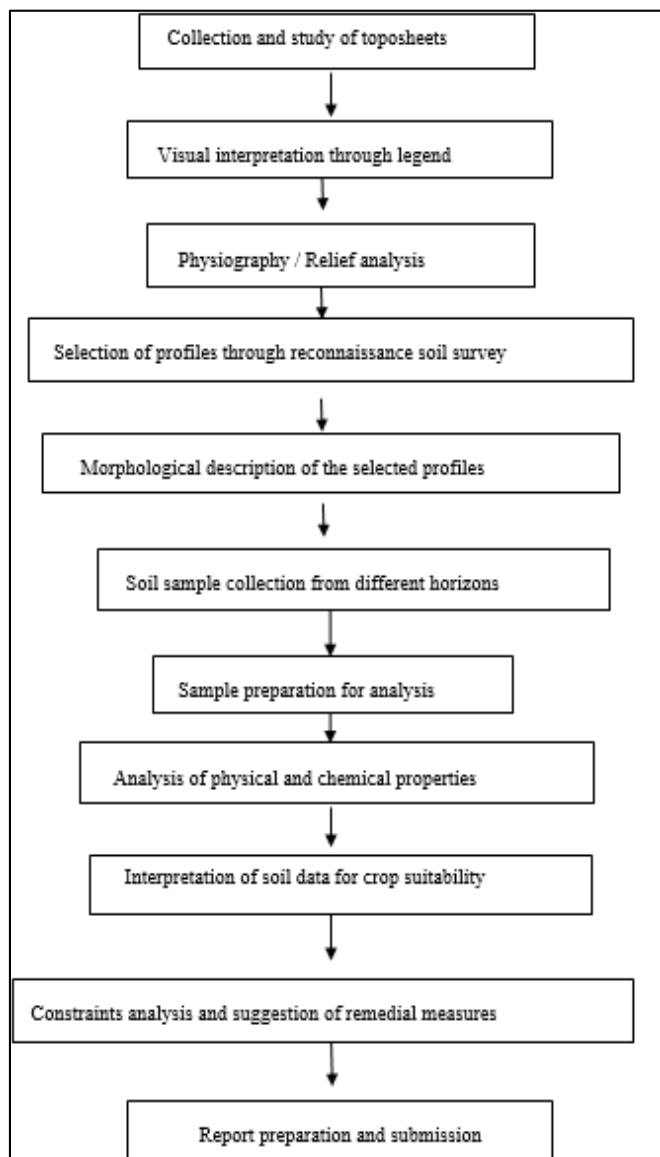 Collection and study of toposheets
Visual interpretation through legend
Physiography / Relief analysis
Selection of profiles through reconnaissance soil survey
Morphological description of the selected profiles
Soil sample collection from different horizons
Sample preparation for analysis
Analysis of physical and chemical properties
Interpretation of soil data for crop suitability
Constraints analysis and suggestion of remedial measures
Report preparation and submission